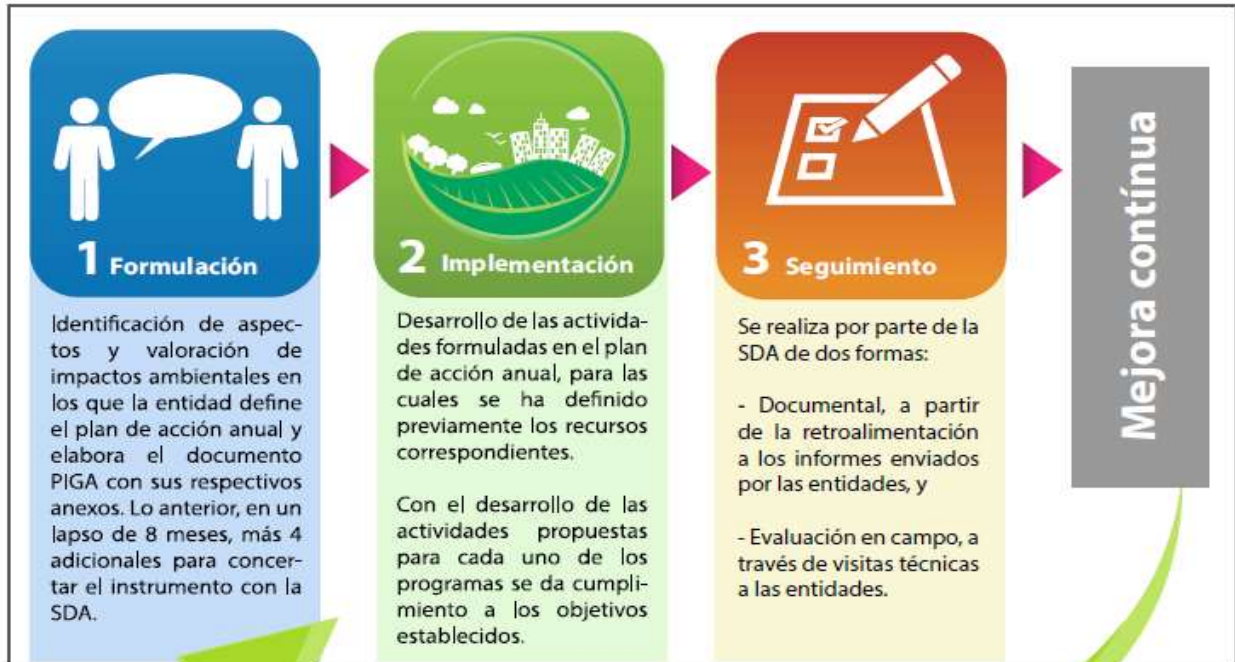 1 Formulación
Identificación de aspec-
tos y valoración de
impactos ambientales en
los que la entidad define
el plan de acción anual y
elabora el documento
PIGA con sus respectivos
anexos. Lo anterior, en un
lapso de 8 meses, más 4
adicionales para concer-
tar el instrumento con la
SDA.
2 Implementación
Desarrollo de las activida-
des formuladas en el plan
de acción anual, para las
cuales se ha definido
previamente los recursos
correspondientes.
Con el desarrollo de las
actividades propuestas
para cada uno de los
programas se da cumpli-
miento a los objetivos
establecidos.
3 Seguimiento
Se realiza por parte de la
SDA de dos formas:
- Documental, a partir
de la retroalimentación
a los informes enviados
por las entidades, y
- Evaluación en campo, a
través de visitas técnicas
a las entidades.
Mejora contínua